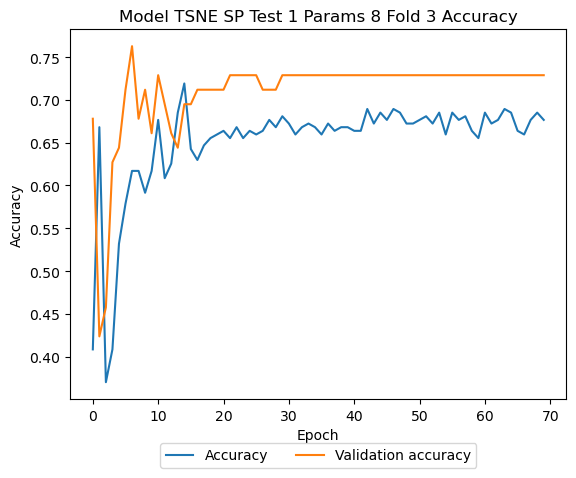 Model TSNE SP Test 1 Params 8 Fold 3 Accuracy
0.75
0.70
0.65
0.60
0.55
0.50
0.45
0.40
Accuracy
0 10 20 30 40 50 60 70
Epoch
Accuracy Validation accuracy